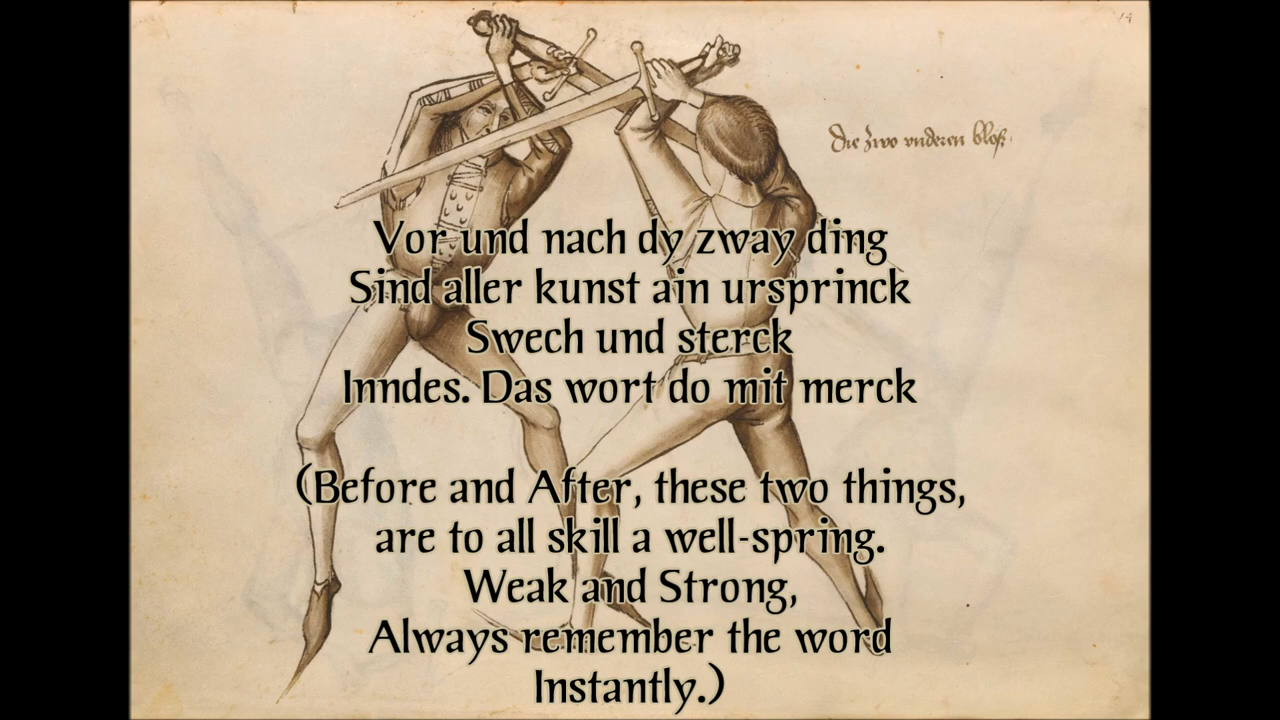 14
Die zwo vnderen bloß
Vor und nach dy zway ding
Sind aller kunst ain ursprinck
Swech und sterck
Inndes. Das wort do mit merck
(Before and After, these two things,
are to all skill a well-spring.
Weak and Strong,
Always remember the word
Instantly.)